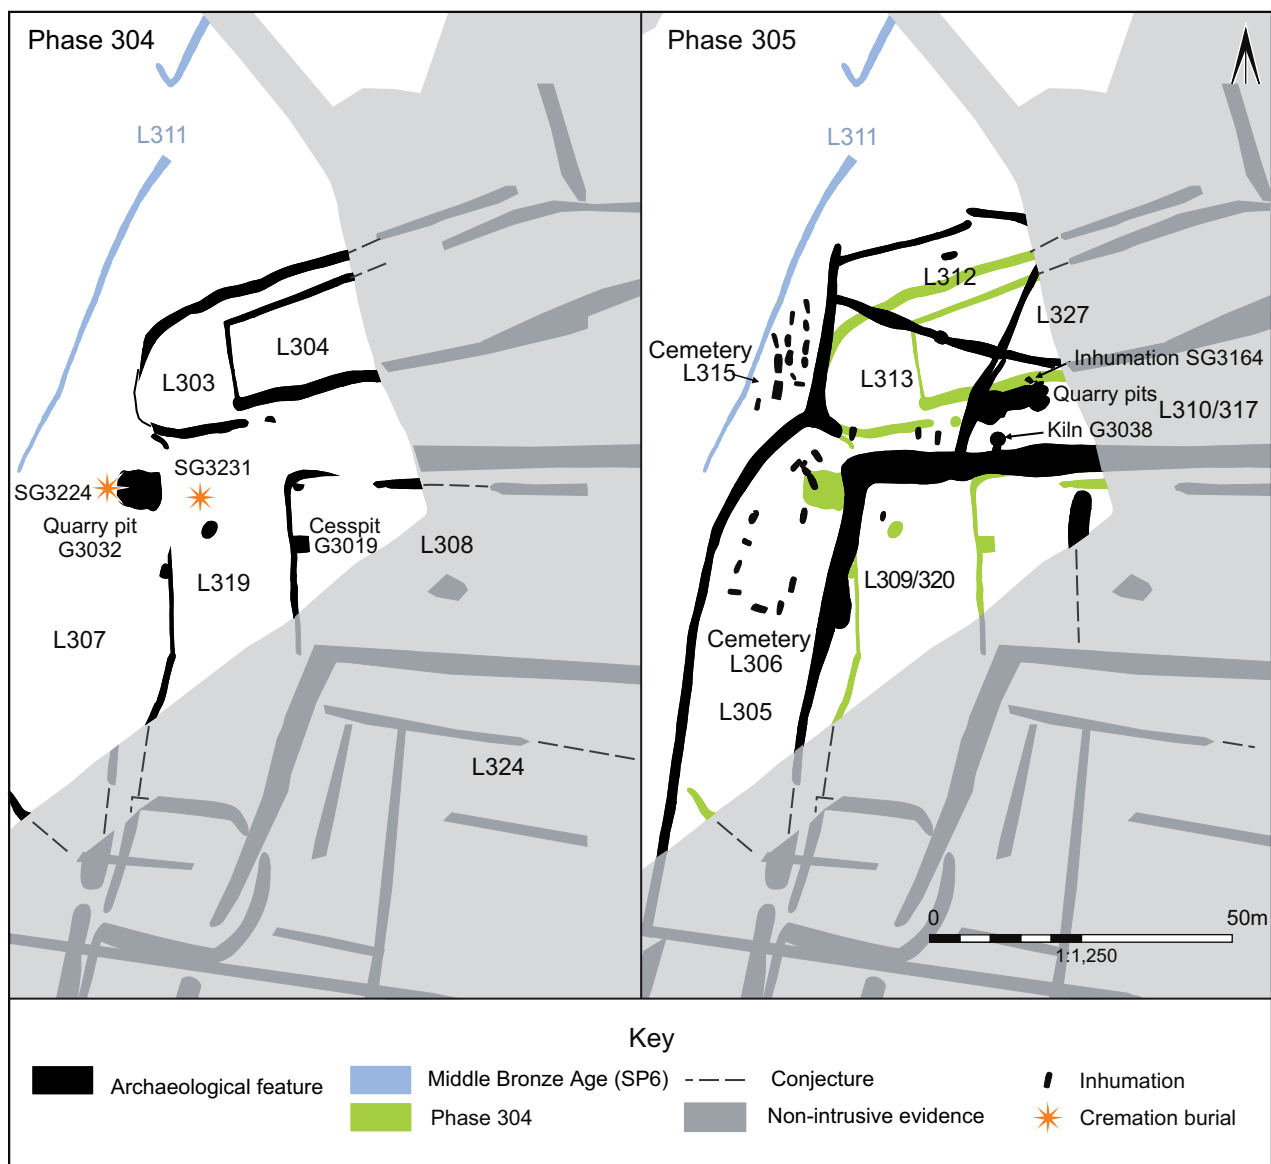 Phase 304
L311
L304
L303
SG3231
SG3224
Quarry pit
G3032
Cesspit
G3019
L308
L319
L307
L324
Phase 305
L311
L312
L327
Cemetery
L315
Inhumation SG3164
L313
Quarry pits
L310/317
Kiln G3038
L309/320
Cemetery
L306
L305
0 50m
1:1,250
Key
Archaeological feature
Middle Bronze Age (SP6)
Phase 304
Conjecture
Non-intrusive evidence
Inhumation
Cremation burial